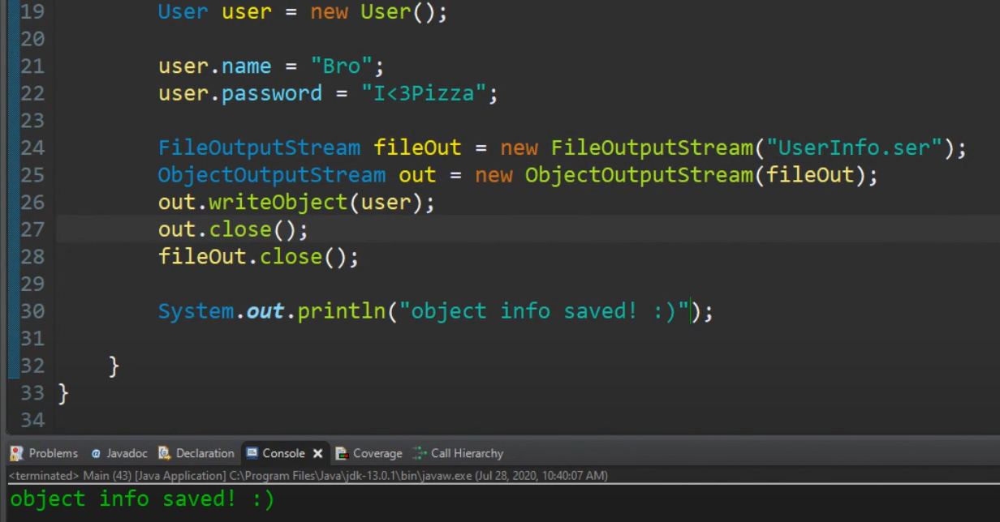 19 User user = new User();
20
21 user.name = "Bro";
22 user.password = "I<3Pizza";
23
24 FileOutputStream fileOut = new FileOutputStream("UserInfo.ser");
25 ObjectOutputStream out = new ObjectOutputStream(fileOut);
26 out.writeObject(user);
27 out.close();
28 fileOut.close();
29
30 System.out.println("object info saved! :)");
31
32 }
33 }
34
Problems @ Javadoc Declaration Console Coverage Call Hierarchy
<terminated> Main (43) [Java Application] C:\Program Files\Java\jdk-13.0.1\bin\javaw.exe (Jul 28, 2020, 10:40:07 AM)
object info saved! :)